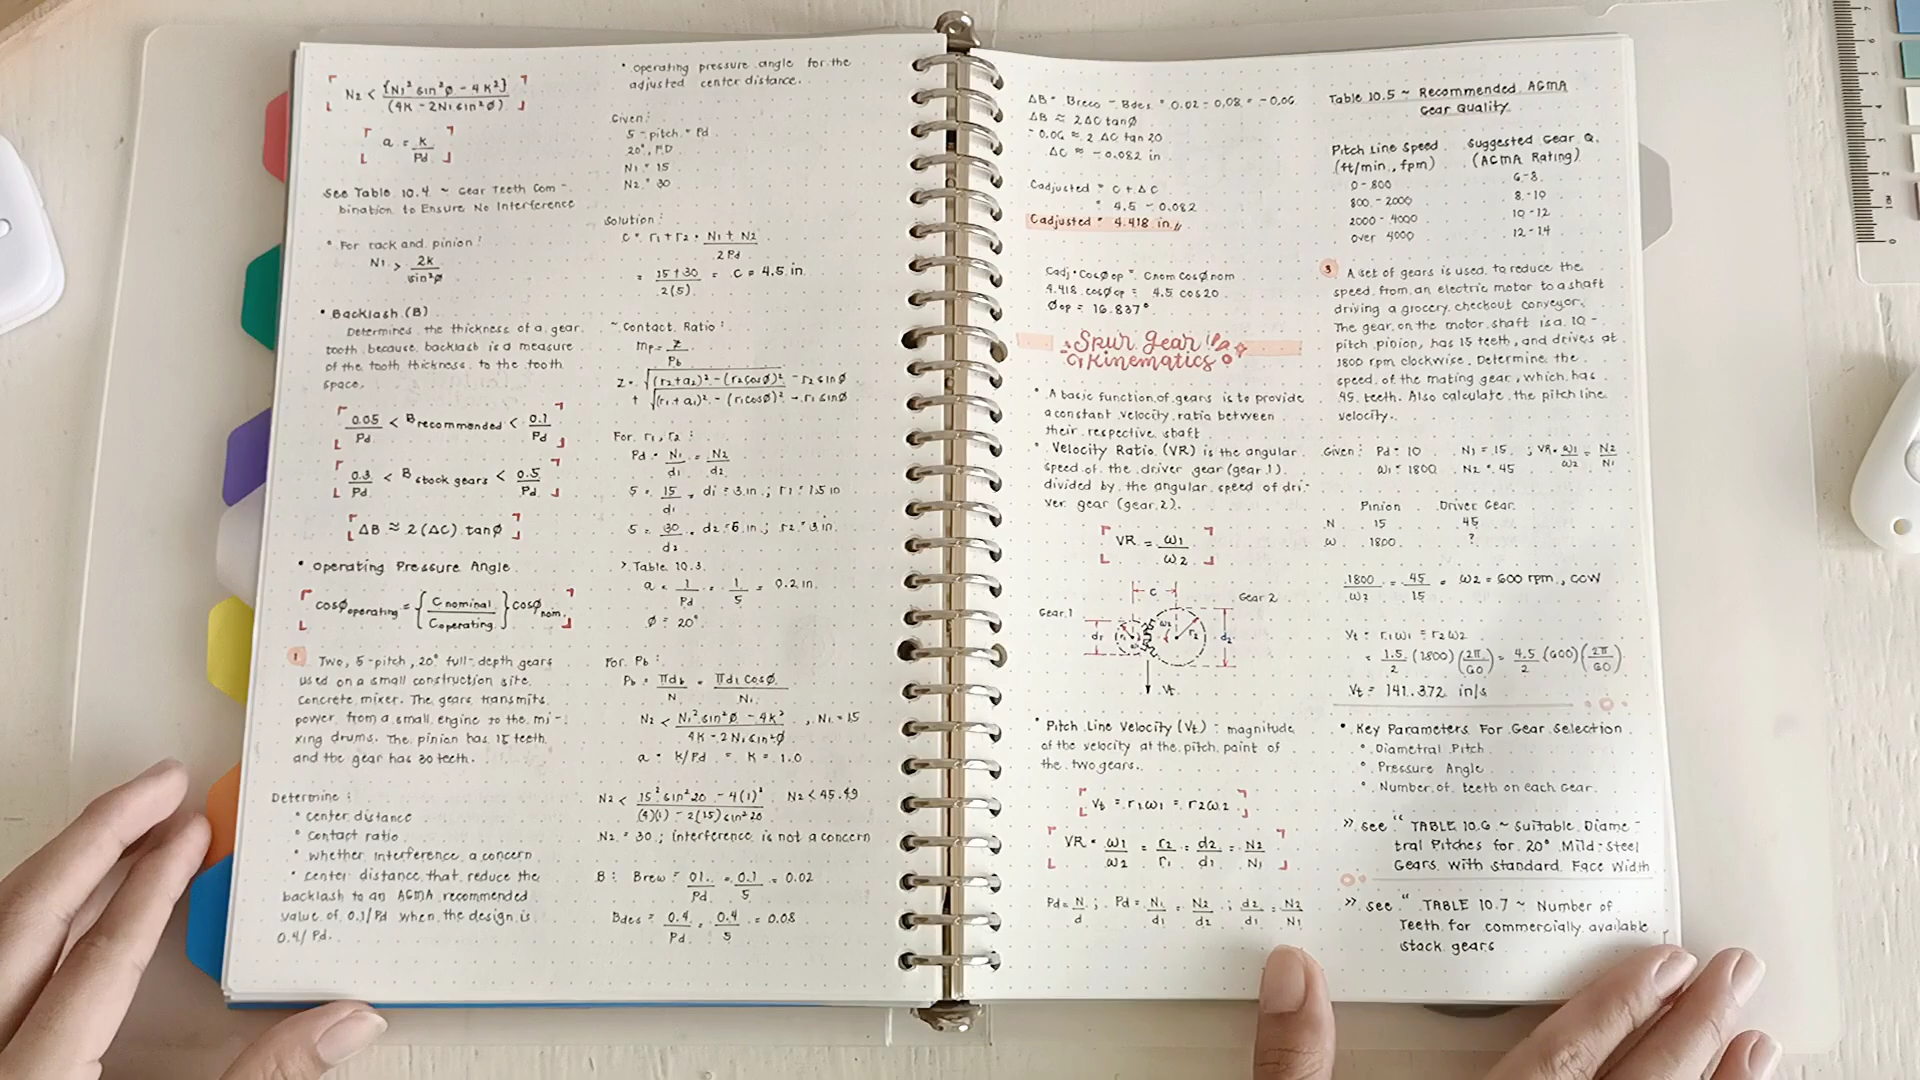 N₂ < {N₁² sin²ø - 4K²} / (4K - 2N₁ sin²ø)
a = k/Pd
See Table 10.4 ~ Gear Teeth Com-
bination to Ensure No Interference
° For rack and pinion:
N₁ > 2k / sin²ø
• Backlash (B)
Determines the thickness of a gear
tooth because backlash is a measure
of the tooth thickness to the tooth
space.
0.05/Pd < B recommended < 0.1/Pd
0.3/Pd < B stock gears < 0.5/Pd
ΔB ≈ 2(ΔC) tanø
• Operating Pressure Angle
cosø operating = {C nominal / C operating} cosø nom.
1 Two, 5-pitch, 20° full-depth gears
used on a small construction site
concrete mixer. The gears transmits
power from a small engine to the mi-
xing drums. The pinion has 15 teeth
and the gear has 30 teeth.
Determine:
• center distance
• contact ratio
• whether interference a concern
• center distance that reduce the
backlash to an AGMA recommended
value of 0.1/Pd when the design is
0.4/Pd.
• operating pressure angle for the
adjusted center distance.
Given:
5-pitch = Pd
20°, FD
N₁ = 15
N₂ = 30
Solution:
C = r₁ + r₂ = N₁ + N₂ / 2Pd
= 15+30 / 2(5) = C = 4.5 in
~ Contact Ratio:
mp = Z/Pb
Z = √(r₂+a₂)² - (r₂cosø)² - r₂ sinø
+ √(r₁+a₁)² - (r₁cosø)² - r₁ sinø
For r₁, r₂:
Pd = N₁/d₁ = N₂/d₂
5 = 15/d₁ = d₁ = 3 in; r₁ = 1.5 in
5 = 30/d₂ = d₂ = 6 in; r₂ = 3 in
> Table 10.3
a = 1/Pd = 1/5 = 0.2 in
ø = 20°
For Pb:
Pb = πdb/N = πd₁ cosø/N₁
N₂ < N₁² sin²ø - 4K² / 4K - 2N₁ sin²ø, N₁ = 15
a = k/Pd = k = 1.0
N₂ < 15² sin²20 - 4(1)² / (4)(1) - 2(15) sin²20 N₂ < 45.49
N₂ = 30; interference is not a concern
B: Brew = 01./Pd = 0.1/5 = 0.02
Bdes = 0.4/Pd = 0.4/5 = 0.08
ΔB = Breco - Bdes = 0.02 - 0.08 = -0.06
ΔB ≈ 2ΔC tanø
-0.06 ≈ 2 ΔC tan 20
ΔC ≈ -0.082 in
Cadjusted = C + ΔC
= 4.5 - 0.082
Cadjusted = 4.418 in //
Cadj • Cosøop = Cnom Cosø nom
4.418 cosøop = 4.5 cos20
øop = 16.837°
Spur Gear
Kinematics
• A basic function of gears is to provide
a constant velocity ratio between
their respective shaft
° Velocity Ratio (VR) is the angular
speed of the driver gear (gear 1)
divided by the angular speed of dri-
ver gear (gear 2).
VR = ω₁/ω₂
C
Gear 1
Gear 2
d₁
r₁
ω₂
r₂
d₂
Vt
• Pitch Line Velocity (Vt) : magnitude
of the velocity at the pitch point of
the two gears.
Vt = r₁ω₁ = r₂ω₂
VR = ω₁/ω₂ = r₂/r₁ = d₂/d₁ = N₂/N₁
Pd = N/d ; Pd = N₁/d₁ = N₂/d₂ ; d₂/d₁ = N₂/N₁
Table 10.5 ~ Recommended AGMA
Gear Quality
Pitch Line Speed (ft/min., fpm) Suggested Gear Q. (AGMA Rating)
0-800 6-8
800-2000 8-10
2000-4000 10-12
over 4000 12-14
3 A set of gears is used to reduce the
speed from an electric motor to a shaft
driving a grocery checkout conveyor.
The gear on the motor shaft is a 10-
pitch pinion, has 15 teeth, and drives at
1800 rpm clockwise. Determine the
speed of the mating gear, which has
45 teeth. Also calculate the pitch line
velocity.
Given: Pd = 10 N₁ = 15 ; VR = ω₁/ω₂ = N₂/N₁
ω₁ = 1800 N₂ = 45
Pinion Driver Gear
N 15 45
ω 1800 ?
1800/ω₂ = 45/15 = ω₂ = 600 rpm, ccw
Vt = r₁ω₁ = r₂ω₂
= 1.5/2 (1800)(2π/60) = 4.5/2 (600)(2π/60)
Vt = 141.372 in/s
• Key Parameters For Gear Selection
° Diametral Pitch
° Pressure Angle
° Number of teeth on each Gear
>> see “ TABLE 10.6 ~ Suitable Diame-
tral Pitches for 20° Mild-Steel
Gears with Standard Face Width
>> see “ TABLE 10.7 ~ Number of
Teeth for commercially available
stack gears